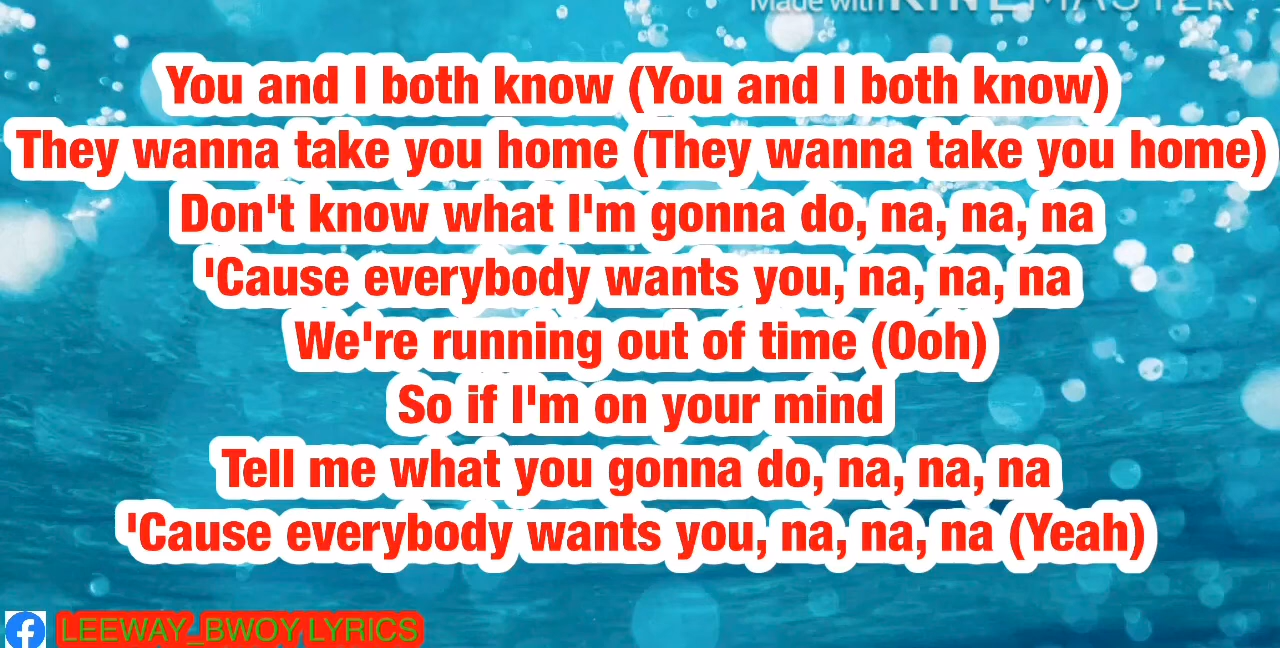 Made with KINEMASTER
You and I both know (You and I both know)
They wanna take you home (They wanna take you home)
Don't know what I'm gonna do, na, na, na
'Cause everybody wants you, na, na, na
We're running out of time (Ooh)
So if I'm on your mind
Tell me what you gonna do, na, na, na
'Cause everybody wants you, na, na, na (Yeah)
LEEWAY_BWOY LYRICS